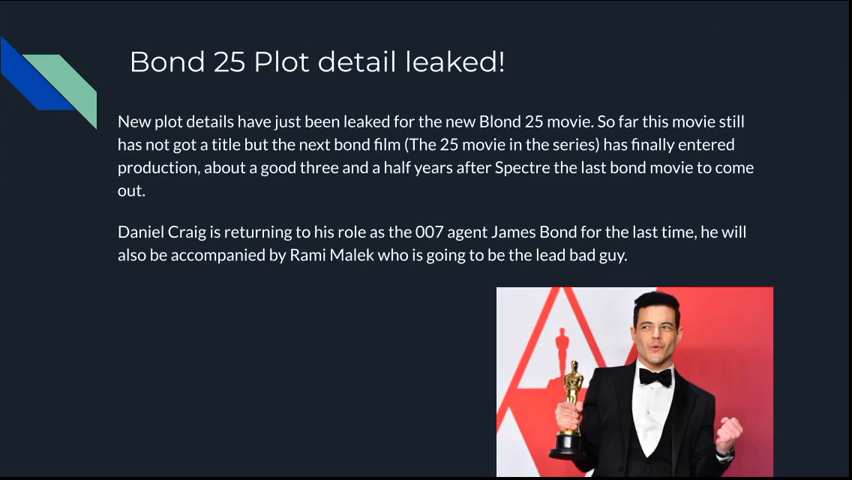 Bond 25 Plot detail leaked!
New plot details have just been leaked for the new Blond 25 movie. So far this movie still
has not got a title but the next bond film (The 25 movie in the series) has finally entered
production, about a good three and a half years after Spectre the last bond movie to come
out.
Daniel Craig is returning to his role as the 007 agent James Bond for the last time, he will
also be accompanied by Rami Malek who is going to be the lead bad guy.